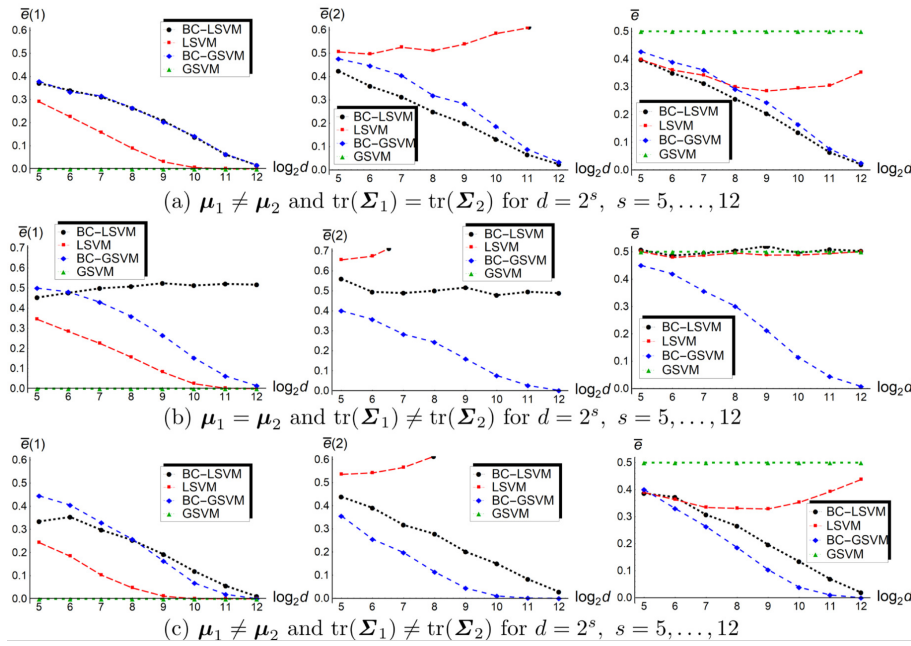 e̅(1)
0.6
0.5
0.4
0.3
0.2
0.1
0.0
5 6 7 8 9 10 11 12
log₂d
BC–LSVM
LSVM
BC–GSVM
GSVM
e̅(2)
0.6
0.5
0.4
0.3
0.2
0.1
0.0
5 6 7 8 9 10 11 12
log₂d
BC–LSVM
LSVM
BC–GSVM
GSVM
e̅
0.5
0.4
0.3
0.2
0.1
0.0
5 6 7 8 9 10 11 12
log₂d
BC–LSVM
LSVM
BC–GSVM
GSVM
(a) μ₁ ≠ μ₂ and tr(Σ₁) = tr(Σ₂) for d = 2ˢ, s = 5, . . . , 12
e̅(1)
0.7
0.6
0.5
0.4
0.3
0.2
0.1
0.0
5 6 7 8 9 10 11 12
log₂d
BC–LSVM
LSVM
BC–GSVM
GSVM
e̅(2)
0.7
0.6
0.5
0.4
0.3
0.2
0.1
0.0
5 6 7 8 9 10 11 12
log₂d
BC–LSVM
LSVM
BC–GSVM
GSVM
e̅
0.5
0.4
0.3
0.2
0.1
0.0
5 6 7 8 9 10 11 12
log₂d
BC–LSVM
LSVM
BC–GSVM
GSVM
(b) μ₁ = μ₂ and tr(Σ₁) ≠ tr(Σ₂) for d = 2ˢ, s = 5, . . . , 12
e̅(1)
0.6
0.5
0.4
0.3
0.2
0.1
0.0
5 6 7 8 9 10 11 12
log₂d
BC–LSVM
LSVM
BC–GSVM
GSVM
e̅(2)
0.6
0.5
0.4
0.3
0.2
0.1
0.0
5 6 7 8 9 10 11 12
log₂d
BC–LSVM
LSVM
BC–GSVM
GSVM
e̅
0.5
0.4
0.3
0.2
0.1
0.0
5 6 7 8 9 10 11 12
log₂d
BC–LSVM
LSVM
BC–GSVM
GSVM
(c) μ₁ ≠ μ₂ and tr(Σ₁) ≠ tr(Σ₂) for d = 2ˢ, s = 5, . . . , 12